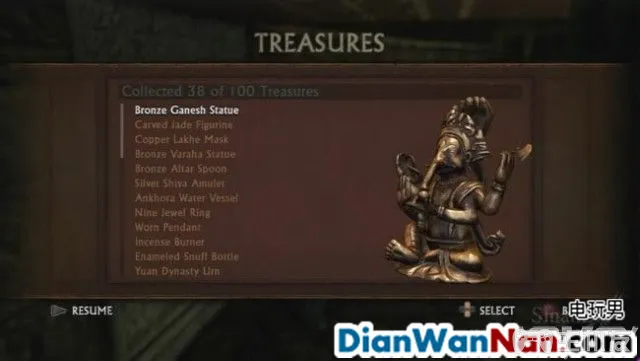 TREASURES
Collected 38 of 100 Treasures
Bronze Ganesh Statue
Carved Jade Figurine
Copper Lakhe Mask
Bronze Varaha Statue
Bronze Altar Spoon
Silver Shiva Amulet
Ankhora Water Vessel
Nine Jewel Ring
Worn Pendant
Incense Burner
Enameled Snuff Bottle
Yuan Dynasty Urn
RESUME
SELECT
电玩男
DianWanNan.com